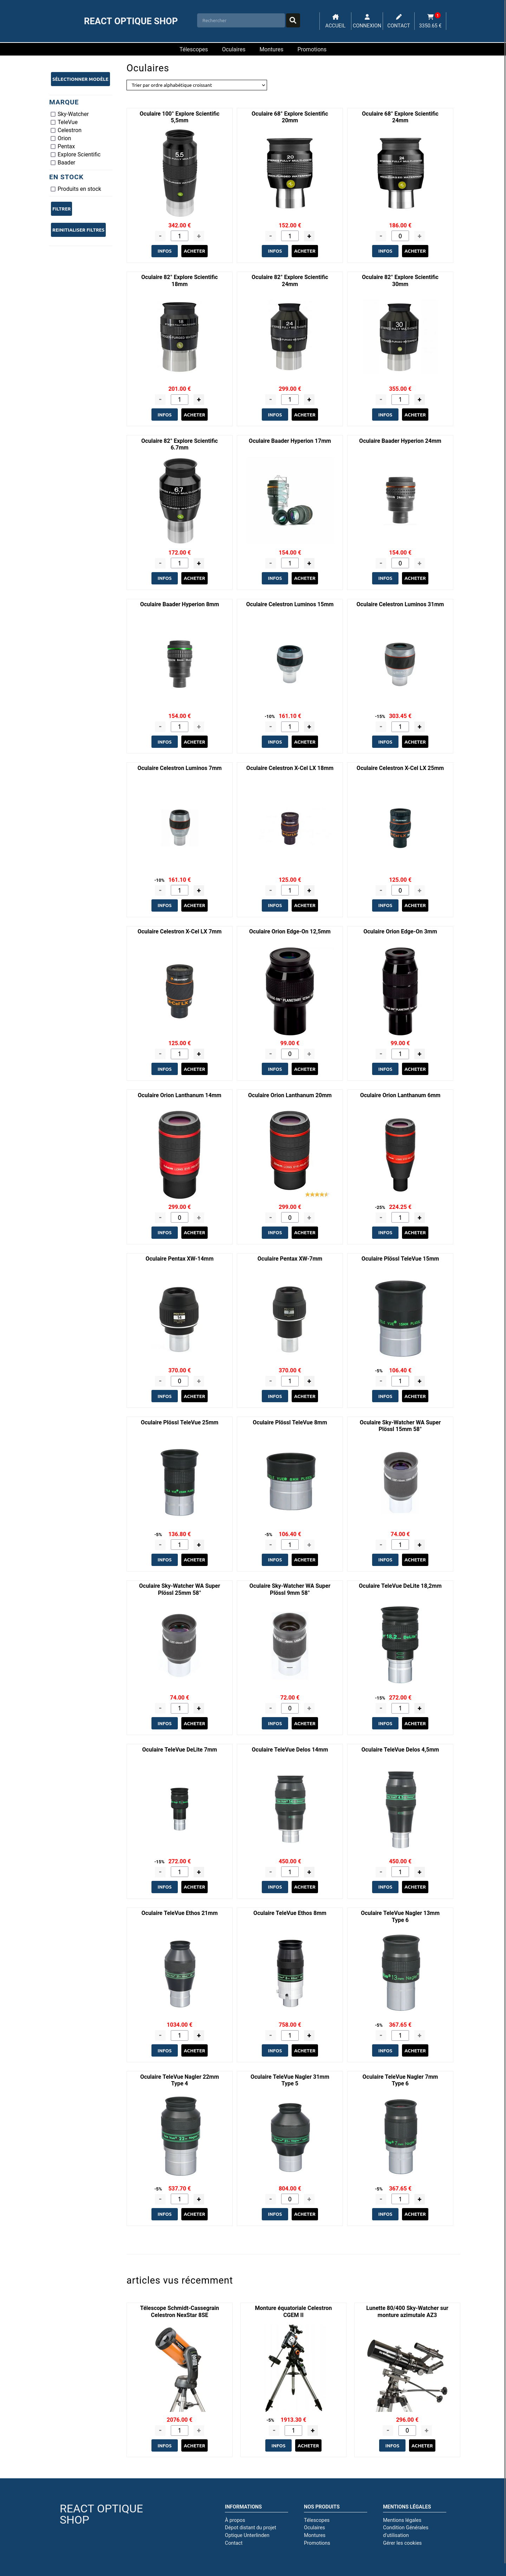 REACT OPTIQUE SHOP
Rechercher
ACCUEIL
CONNEXION
CONTACT
1
3350.65 €
Télescopes Oculaires Montures Promotions
SÉLECTIONNER MODÈLE
MARQUE
Sky-Watcher
TeleVue
Celestron
Orion
Pentax
Explore Scientific
Baader
EN STOCK
Produits en stock
FILTRER
REINITIALISER FILTRES
Oculaires
Trier par ordre alphabétique croissant
Oculaire 100° Explore Scientific
5,5mm
342.00 €
- 1 +
INFOS ACHETER
Oculaire 68° Explore Scientific
20mm
152.00 €
- 1 +
INFOS ACHETER
Oculaire 68° Explore Scientific
24mm
186.00 €
- 0 +
INFOS ACHETER
Oculaire 82° Explore Scientific
18mm
201.00 €
- 1 +
INFOS ACHETER
Oculaire 82° Explore Scientific
24mm
299.00 €
- 1 +
INFOS ACHETER
Oculaire 82° Explore Scientific
30mm
355.00 €
- 1 +
INFOS ACHETER
Oculaire 82° Explore Scientific
6.7mm
172.00 €
- 1 +
INFOS ACHETER
Oculaire Baader Hyperion 17mm
154.00 €
- 1 +
INFOS ACHETER
Oculaire Baader Hyperion 24mm
154.00 €
- 0 +
INFOS ACHETER
Oculaire Baader Hyperion 8mm
154.00 €
- 1 +
INFOS ACHETER
Oculaire Celestron Luminos 15mm
-10% 161.10 €
- 1 +
INFOS ACHETER
Oculaire Celestron Luminos 31mm
-15% 303.45 €
- 1 +
INFOS ACHETER
Oculaire Celestron Luminos 7mm
-10% 161.10 €
- 1 +
INFOS ACHETER
Oculaire Celestron X-Cel LX 18mm
125.00 €
- 1 +
INFOS ACHETER
Oculaire Celestron X-Cel LX 25mm
125.00 €
- 0 +
INFOS ACHETER
Oculaire Celestron X-Cel LX 7mm
125.00 €
- 1 +
INFOS ACHETER
Oculaire Orion Edge-On 12,5mm
99.00 €
- 0 +
INFOS ACHETER
Oculaire Orion Edge-On 3mm
99.00 €
- 1 +
INFOS ACHETER
Oculaire Orion Lanthanum 14mm
299.00 €
- 0 +
INFOS ACHETER
Oculaire Orion Lanthanum 20mm
299.00 €
- 0 +
INFOS ACHETER
Oculaire Orion Lanthanum 6mm
-25% 224.25 €
- 1 +
INFOS ACHETER
Oculaire Pentax XW-14mm
370.00 €
- 0 +
INFOS ACHETER
Oculaire Pentax XW-7mm
370.00 €
- 1 +
INFOS ACHETER
Oculaire Plössl TeleVue 15mm
-5% 106.40 €
- 1 +
INFOS ACHETER
Oculaire Plössl TeleVue 25mm
-5% 136.80 €
- 1 +
INFOS ACHETER
Oculaire Plössl TeleVue 8mm
-5% 106.40 €
- 1 +
INFOS ACHETER
Oculaire Sky-Watcher WA Super
Plössl 15mm 58°
74.00 €
- 1 +
INFOS ACHETER
Oculaire Sky-Watcher WA Super
Plössl 25mm 58°
74.00 €
- 1 +
INFOS ACHETER
Oculaire Sky-Watcher WA Super
Plössl 9mm 58°
72.00 €
- 0 +
INFOS ACHETER
Oculaire TeleVue DeLite 18,2mm
-15% 272.00 €
- 1 +
INFOS ACHETER
Oculaire TeleVue DeLite 7mm
-15% 272.00 €
- 1 +
INFOS ACHETER
Oculaire TeleVue Delos 14mm
450.00 €
- 1 +
INFOS ACHETER
Oculaire TeleVue Delos 4,5mm
450.00 €
- 1 +
INFOS ACHETER
Oculaire TeleVue Ethos 21mm
1034.00 €
- 1 +
INFOS ACHETER
Oculaire TeleVue Ethos 8mm
758.00 €
- 1 +
INFOS ACHETER
Oculaire TeleVue Nagler 13mm
Type 6
-5% 367.65 €
- 1 +
INFOS ACHETER
Oculaire TeleVue Nagler 22mm
Type 4
-5% 537.70 €
- 1 +
INFOS ACHETER
Oculaire TeleVue Nagler 31mm
Type 5
804.00 €
- 0 +
INFOS ACHETER
Oculaire TeleVue Nagler 7mm
Type 6
-5% 367.65 €
- 1 +
INFOS ACHETER
articles vus récemment
Télescope Schmidt-Cassegrain
Celestron NexStar 8SE
2076.00 €
- 1 +
INFOS ACHETER
Monture équatoriale Celestron
CGEM II
-5% 1913.30 €
- 1 +
INFOS ACHETER
Lunette 80/400 Sky-Watcher sur
monture azimutale AZ3
296.00 €
- 0 +
INFOS ACHETER
REACT OPTIQUE
SHOP
INFORMATIONS
À propos
Dépot distant du projet
Optique Unterlinden
Contact
NOS PRODUITS
Télescopes
Oculaires
Montures
Promotions
MENTIONS LÉGALES
Mentions légales
Condition Générales
d'utilisation
Gérer les cookies